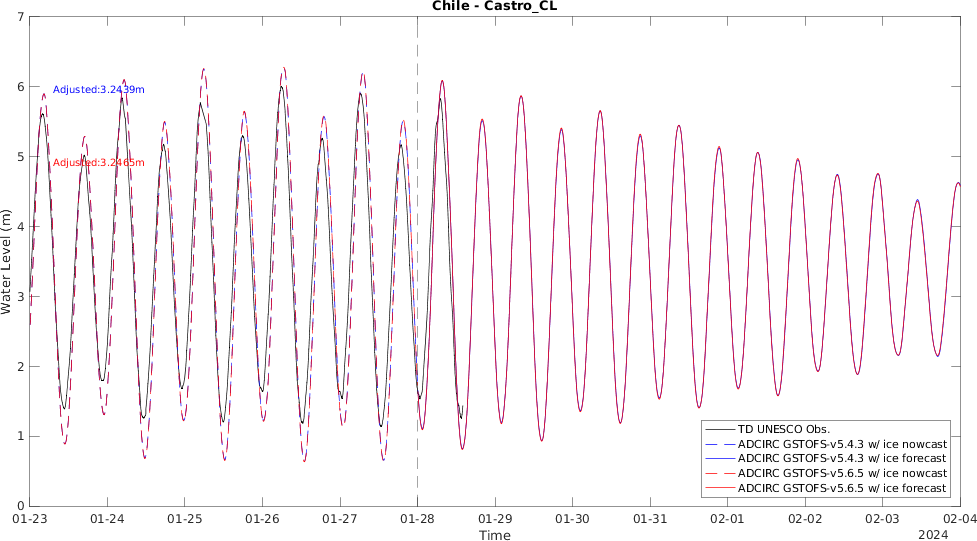 Chile - Castro_CL
7
6
5
4
3
2
1
0
Water Level (m)
Adjusted:3.2439m
Adjusted:3.2465m
TD UNESCO Obs.
ADCIRC GSTOFS-v5.4.3 w/ ice nowcast
ADCIRC GSTOFS-v5.4.3 w/ ice forecast
ADCIRC GSTOFS-v5.6.5 w/ ice nowcast
ADCIRC GSTOFS-v5.6.5 w/ ice forecast
01-23 01-24 01-25 01-26 01-27 01-28 01-29 01-30 01-31 02-01 02-02 02-03 02-04
Time
2024